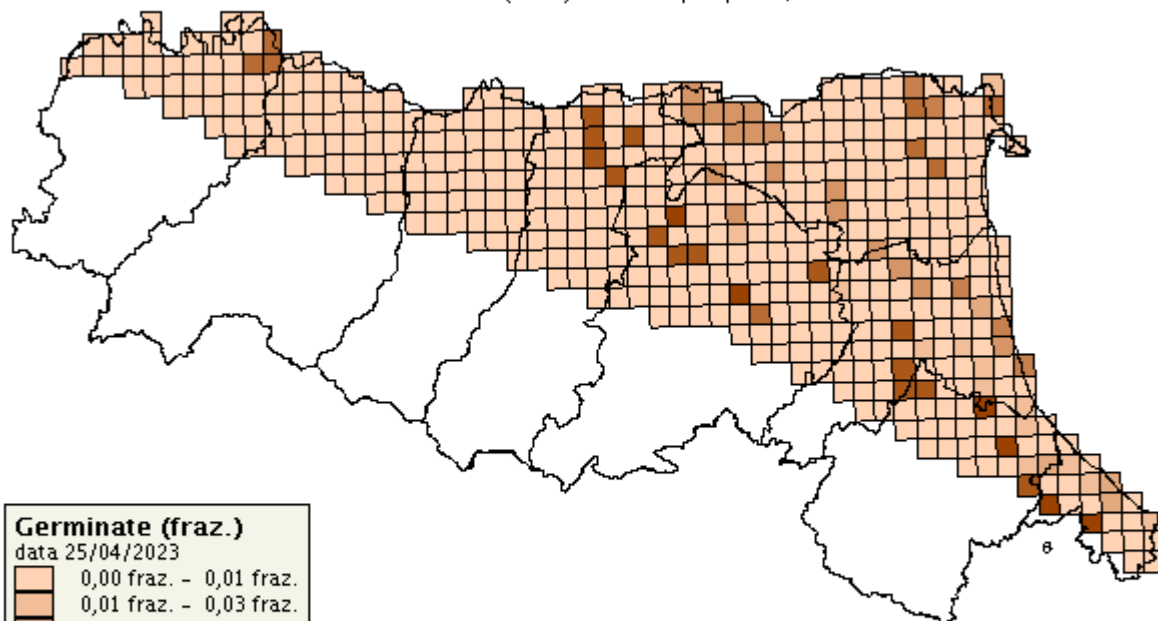 Germinate (fraz.)
data 25/04/2023
0,00 fraz. - 0,01 fraz.
0,01 fraz. - 0,03 fraz.